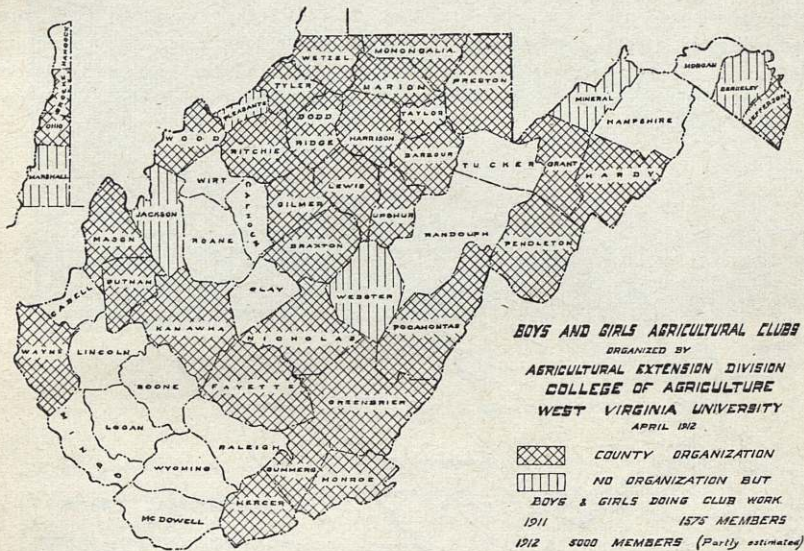 HANCOCK
BROOKE
OHIO
MARSHALL
WETZEL
MONONGALIA
PRESTON
TYLER
MARION
PLEASANTS
DODD
RIDGE
TAYLOR
HARRISON
WOOD
RITCHIE
BARBOUR
TUCKER
MINERAL
MORGAN
BERKELEY
JEFFERSON
HAMPSHIRE
GRANT
HARDY
WIRT
CALHOUN
GILMER
LEWIS
UPSHUR
RANDOLPH
PENDLETON
JACKSON
ROANE
BRAXTON
MASON
CLAY
WEBSTER
PUTNAM
CABELL
KANAWHA
NICHOLAS
POCAHONTAS
WAYNE
LINCOLN
BOONE
FAYETTE
GREENBRIER
MINGO
LOGAN
RALEIGH
WYOMING
SUMMERS
MONROE
MERCER
McDOWELL
BOYS AND GIRLS AGRICULTURAL CLUBS
ORGANIZED BY
AGRICULTURAL EXTENSION DIVISION
COLLEGE OF AGRICULTURE
WEST VIRGINIA UNIVERSITY
APRIL 1912
COUNTY ORGANIZATION
NO ORGANIZATION BUT
BOYS & GIRLS DOING CLUB WORK
1911 1575 MEMBERS
1912 5000 MEMBERS (Partly estimated)